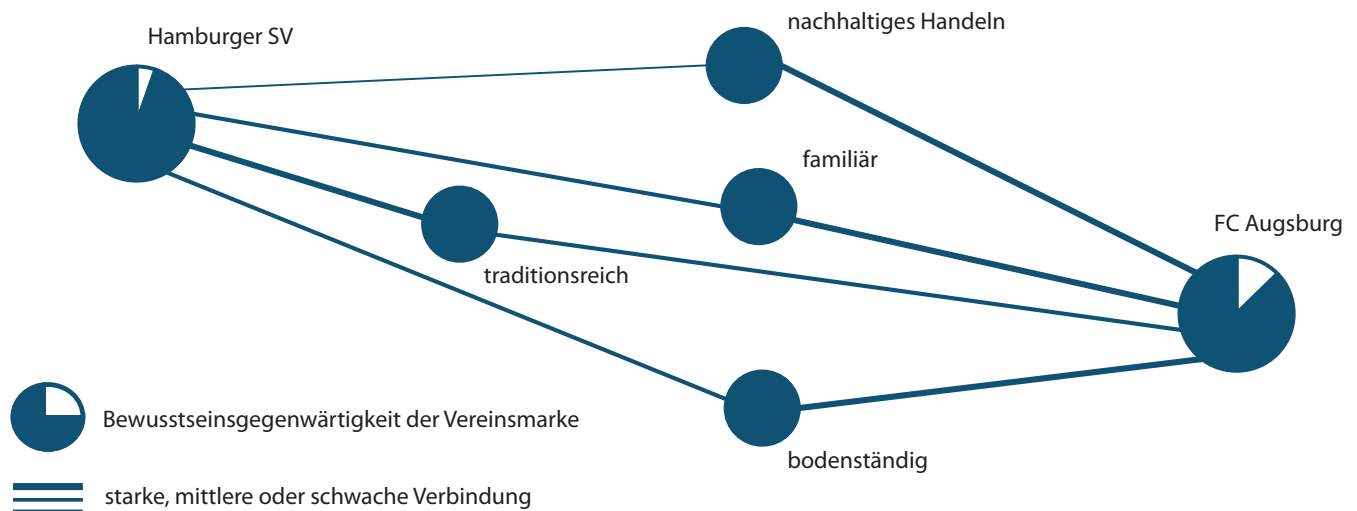 Hamburger SV
nachhaltiges Handeln
familiär
FC Augsburg
traditionsreich
Bewusstseinsgegenwärtigkeit der Vereinsmarke
bodenständig
starke, mittlere oder schwache Verbindung